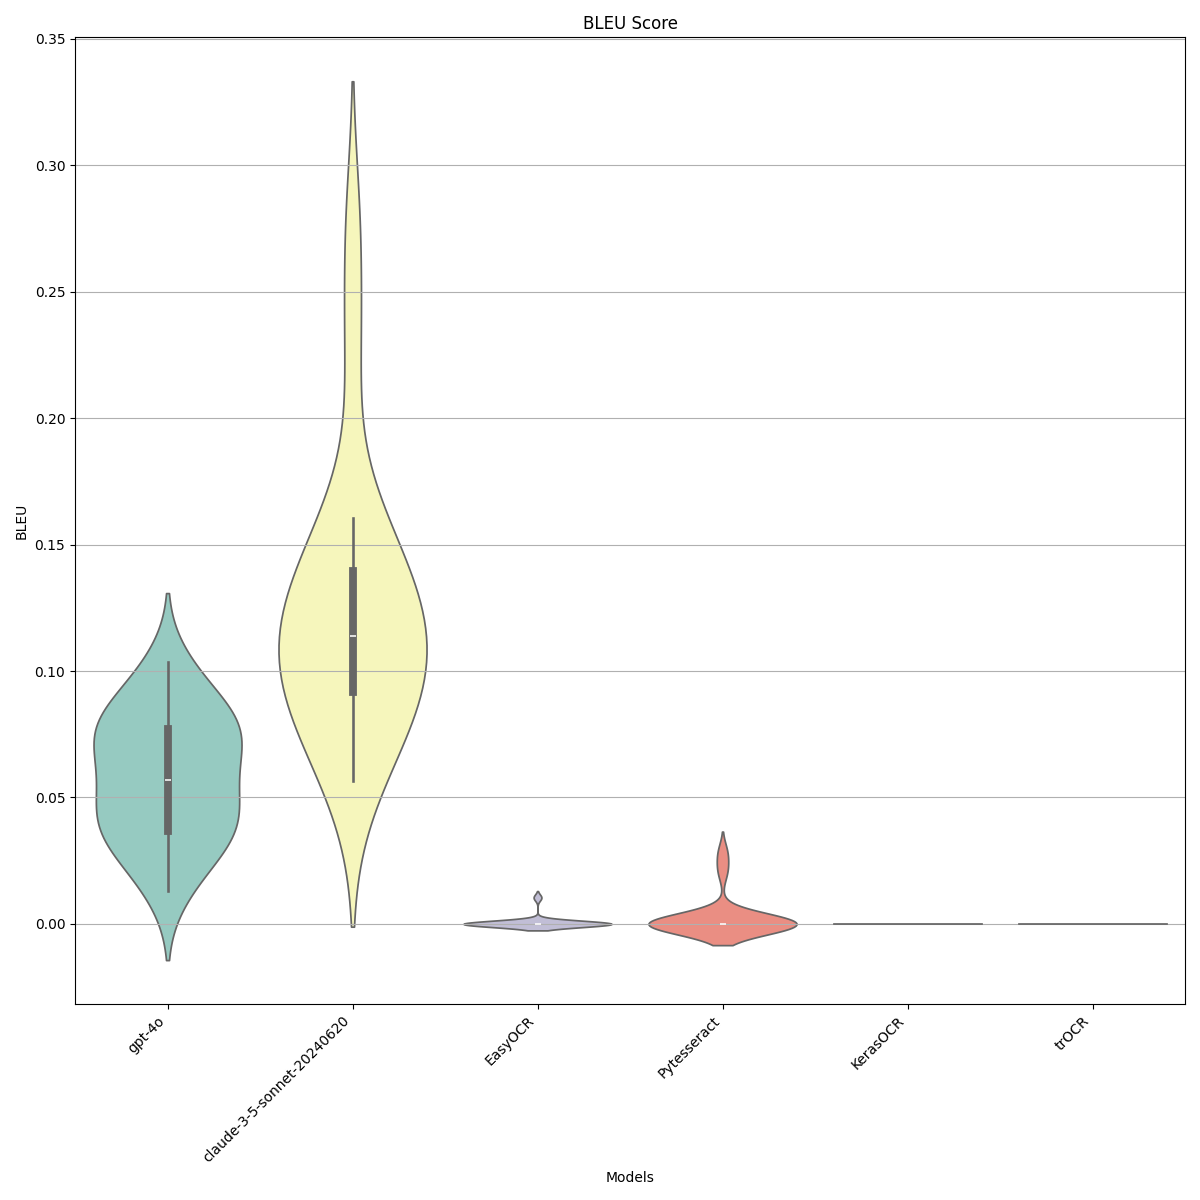 BLEU Score
0.35
0.30
0.25
0.20
0.15
0.10
0.05
0.00
BLEU
gpt-4o
claude-3-5-sonnet-20240620
EasyOCR
Pytesseract
KerasOCR
trOCR
Models